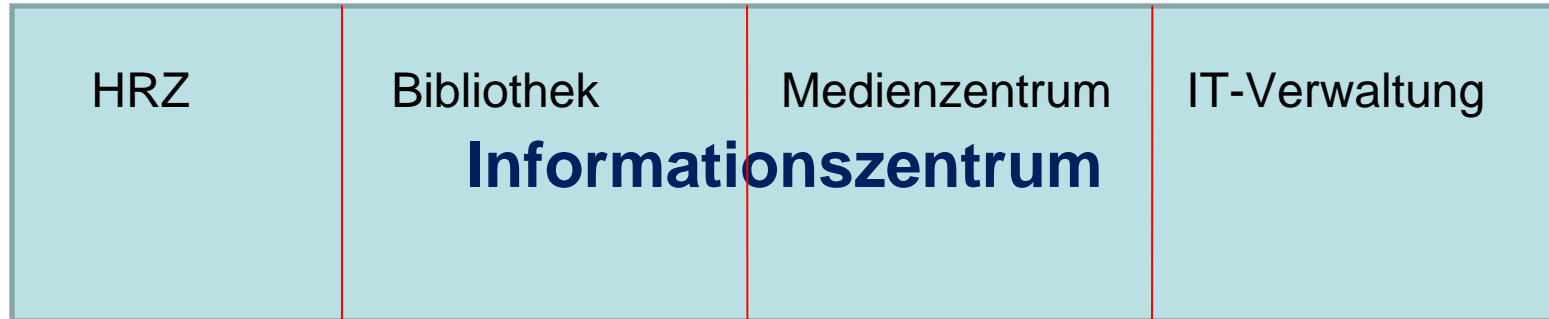 HRZ Bibliothek Medienzentrum IT-Verwaltung
Informationszentrum